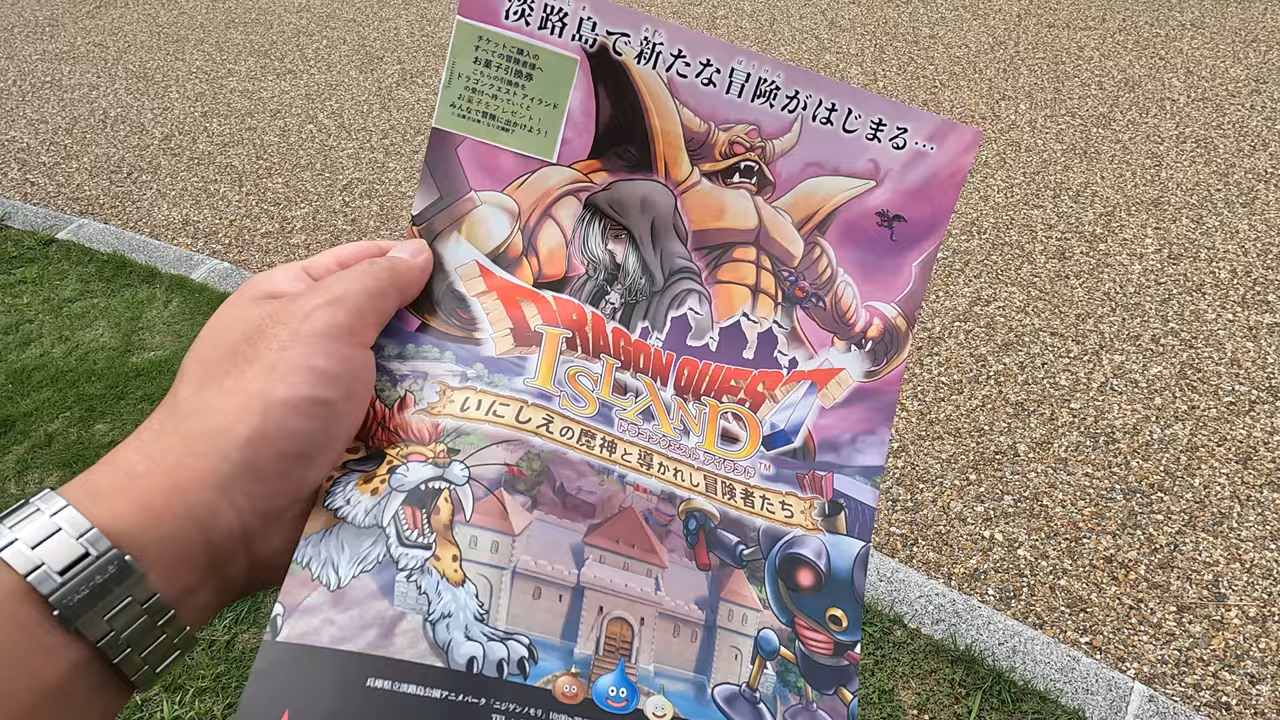 淡路島で新たな冒険がはじまる…
チケットご購入の
すべての冒険者様へ
お菓子引換券
こちらの引換券を
ドラゴンクエスト アイランド
の受付へ持っていくと
お菓子をプレゼント！
みんなで冒険に出かけよう！
DRAGON QUEST
ISLAND
ドラゴンクエスト アイランド
TM
いにしえの魔神と導かれし冒険者たち
兵庫県立淡路島公園アニメパーク「ニジゲンノモリ」
TEL